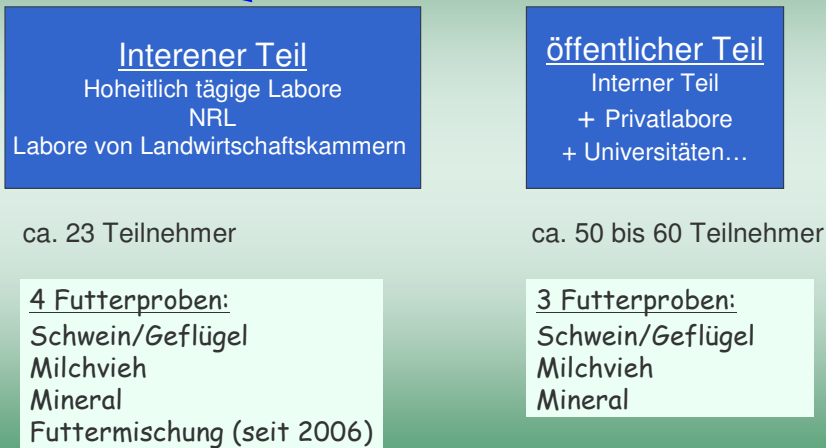 Interener Teil
Hoheitlich tägige Labore
NRL
Labore von Landwirtschaftskammern
ca. 23 Teilnehmer
4 Futterproben:
Schwein/Geflügel
Milchvieh
Mineral
Futtermischung (seit 2006)
öffentlicher Teil
Interner Teil
+ Privatlabore
+ Universitäten…
ca. 50 bis 60 Teilnehmer
3 Futterproben:
Schwein/Geflügel
Milchvieh
Mineral